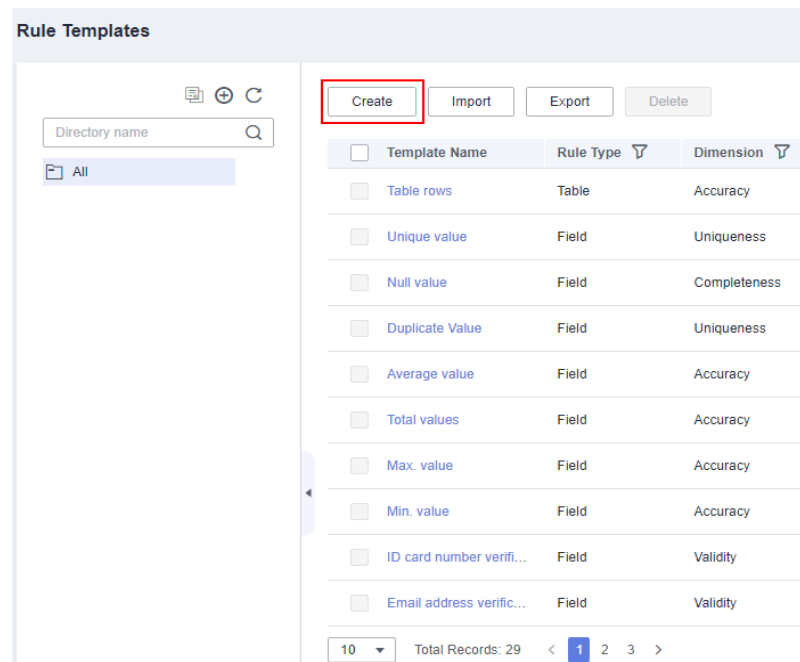 Rule Templates
Directory name
All
Create Import Export Delete
Template Name Rule Type Dimension
Table rows Table Accuracy
Unique value Field Uniqueness
Null value Field Completeness
Duplicate Value Field Uniqueness
Average value Field Accuracy
Total values Field Accuracy
Max. value Field Accuracy
Min. value Field Accuracy
ID card number verifi... Field Validity
Email address verific... Field Validity
10 Total Records: 29 < 1 2 3 >